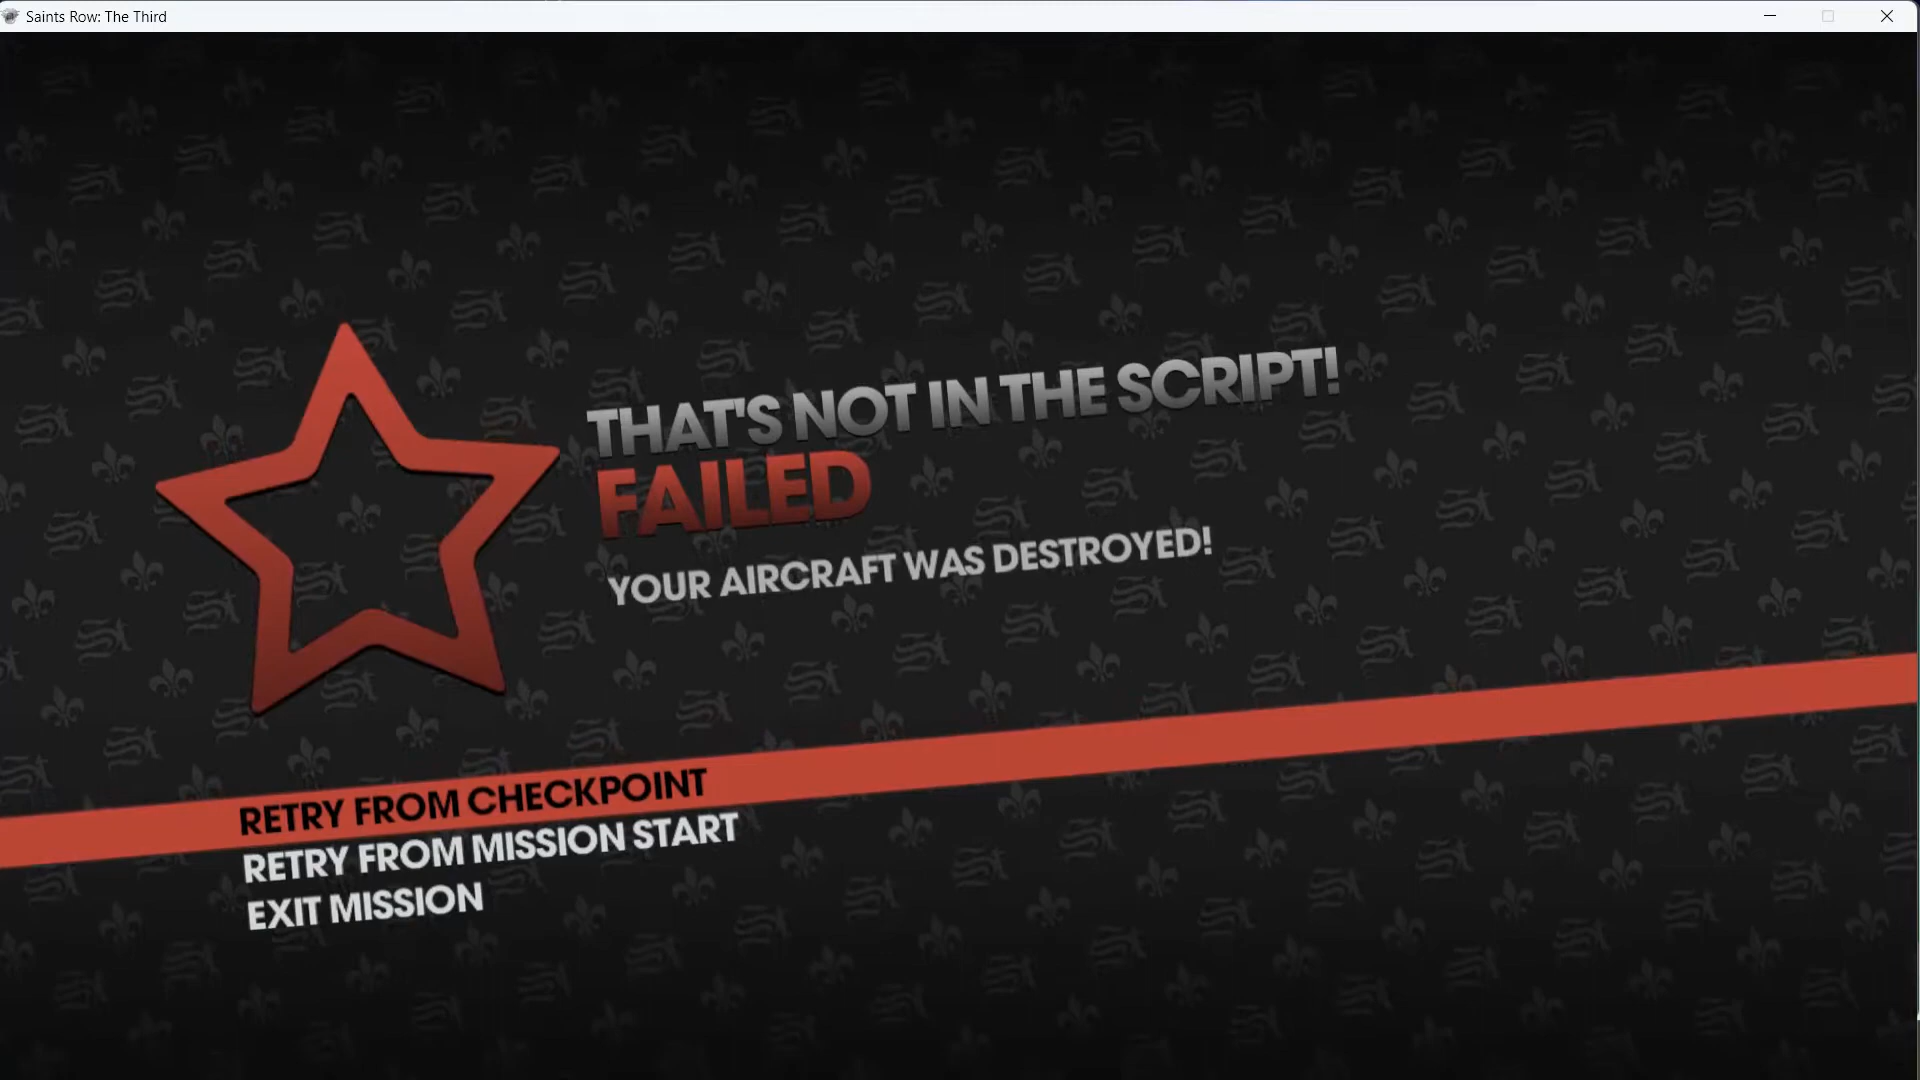 Saints Row: The Third
THAT'S NOT IN THE SCRIPT!
FAILED
YOUR AIRCRAFT WAS DESTROYED!
RETRY FROM CHECKPOINT
RETRY FROM MISSION START
EXIT MISSION